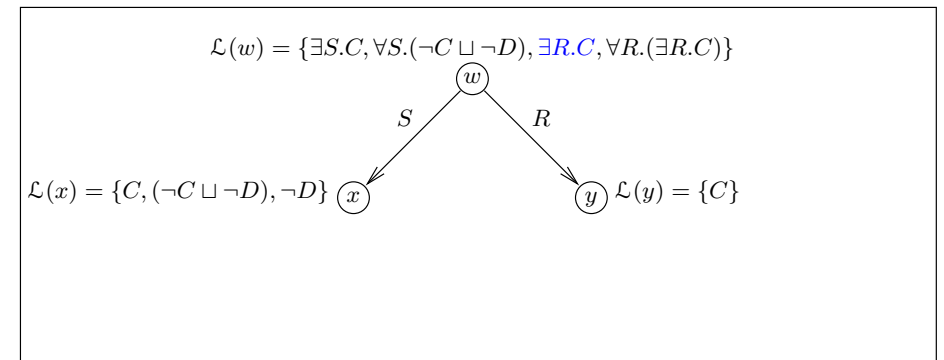 ℒ(w) = {∃S.C, ∀S.(¬C ⊔ ¬D), ∃R.C, ∀R.(∃R.C)}
w
S
R
ℒ(x) = {C, (¬C ⊔ ¬D), ¬D}
x
y
ℒ(y) = {C}